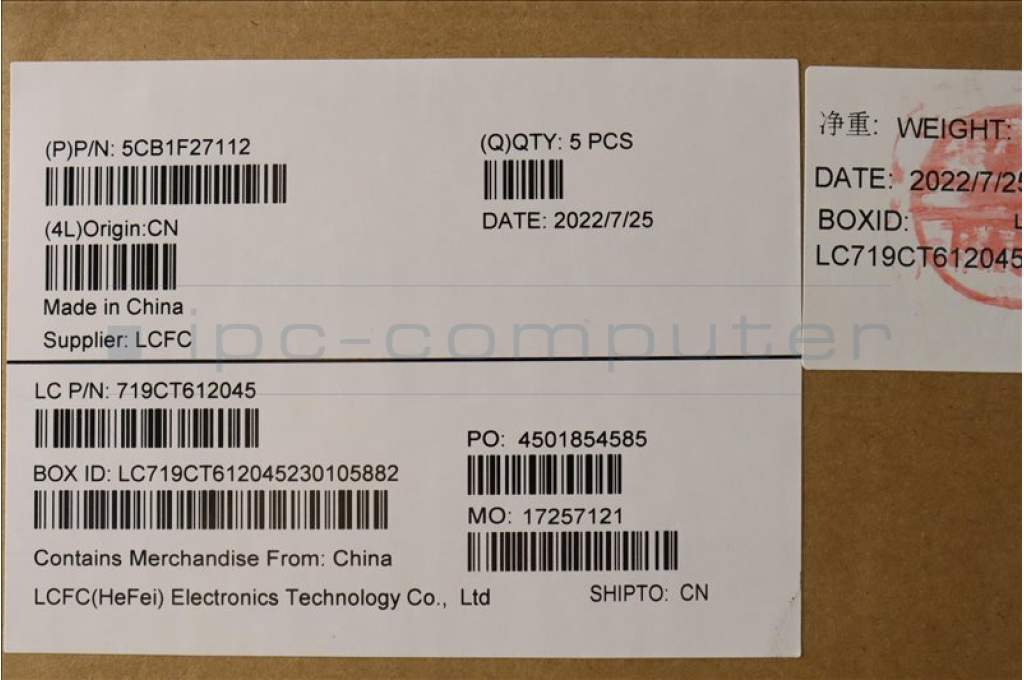 (P)P/N: 5CB1F27112
(Q)QTY: 5 PCS
(4L)Origin:CN
DATE: 2022/7/25
Made in China
Supplier: LCFC
ipc-computer
LC P/N: 719CT612045
PO: 4501854585
BOX ID: LC719CT612045230105882
MO: 17257121
Contains Merchandise From: China
LCFC(HeFei) Electronics Technology Co., Ltd
SHIPTO: CN
净重: WEIGHT:
DATE: 2022/7/25
BOXID:
LC719CT612045